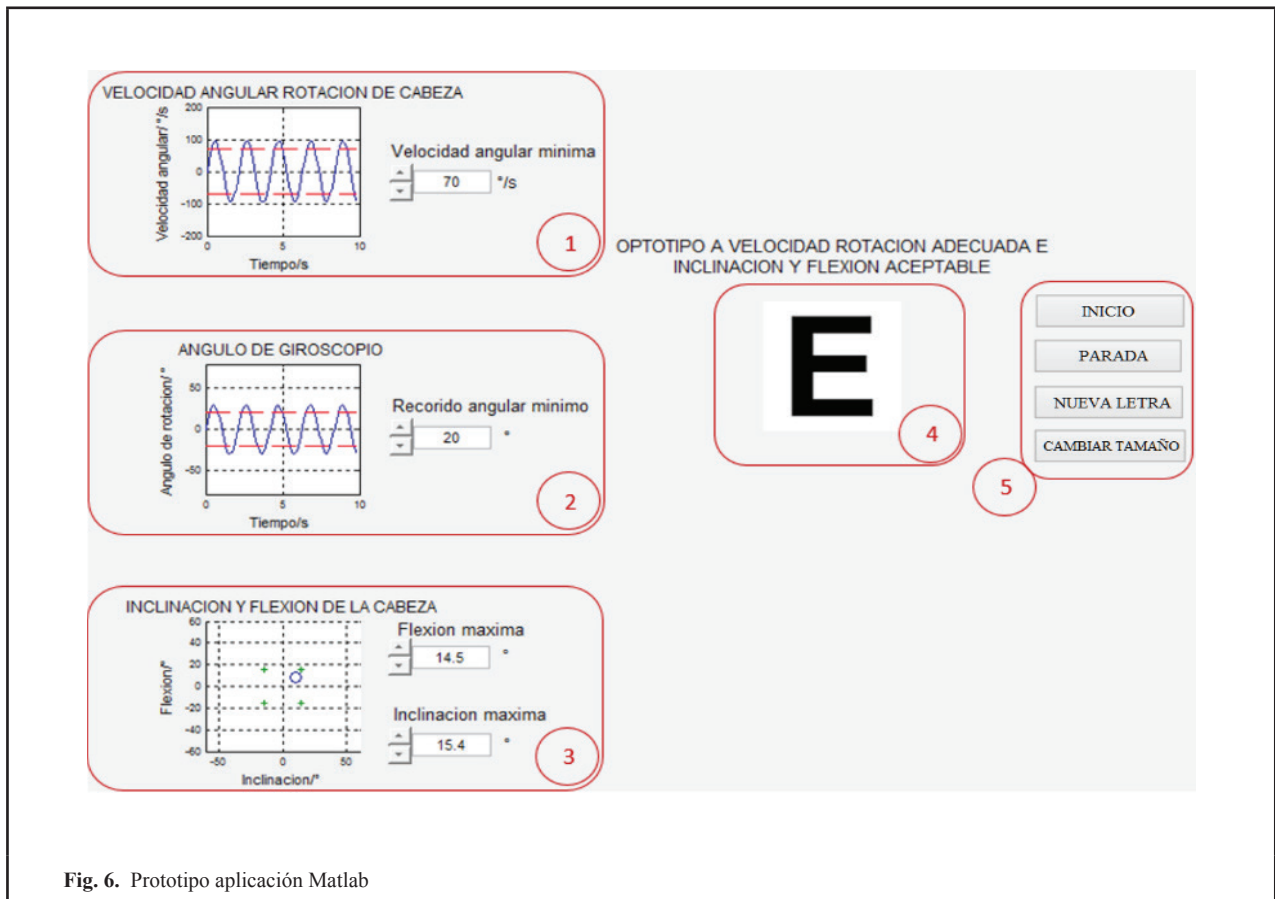 VELOCIDAD ANGULAR ROTACION DE CABEZA
Velocidad angular/ °/s
200
100
0
-100
-200
0
5
10
Tiempo/s
Velocidad angular minima
70 °/s
1
ANGULO DE GIROSCOPIO
Angulo de rotacion/ °
50
0
-50
0
5
10
Tiempo/s
Recorido angular minimo
20 °
2
INCLINACION Y FLEXION DE LA CABEZA
Flexion/°
60
40
20
0
-20
-40
-60
-50
0
50
Inclinacion/°
Flexion maxima
14.5 °
Inclinacion maxima
15.4 °
3
OPTOTIPO A VELOCIDAD ROTACION ADECUADA E
INCLINACION Y FLEXION ACEPTABLE
E
4
INICIO
PARADA
NUEVA LETRA
CAMBIAR TAMAÑO
5
Fig. 6. Prototipo aplicación Matlab